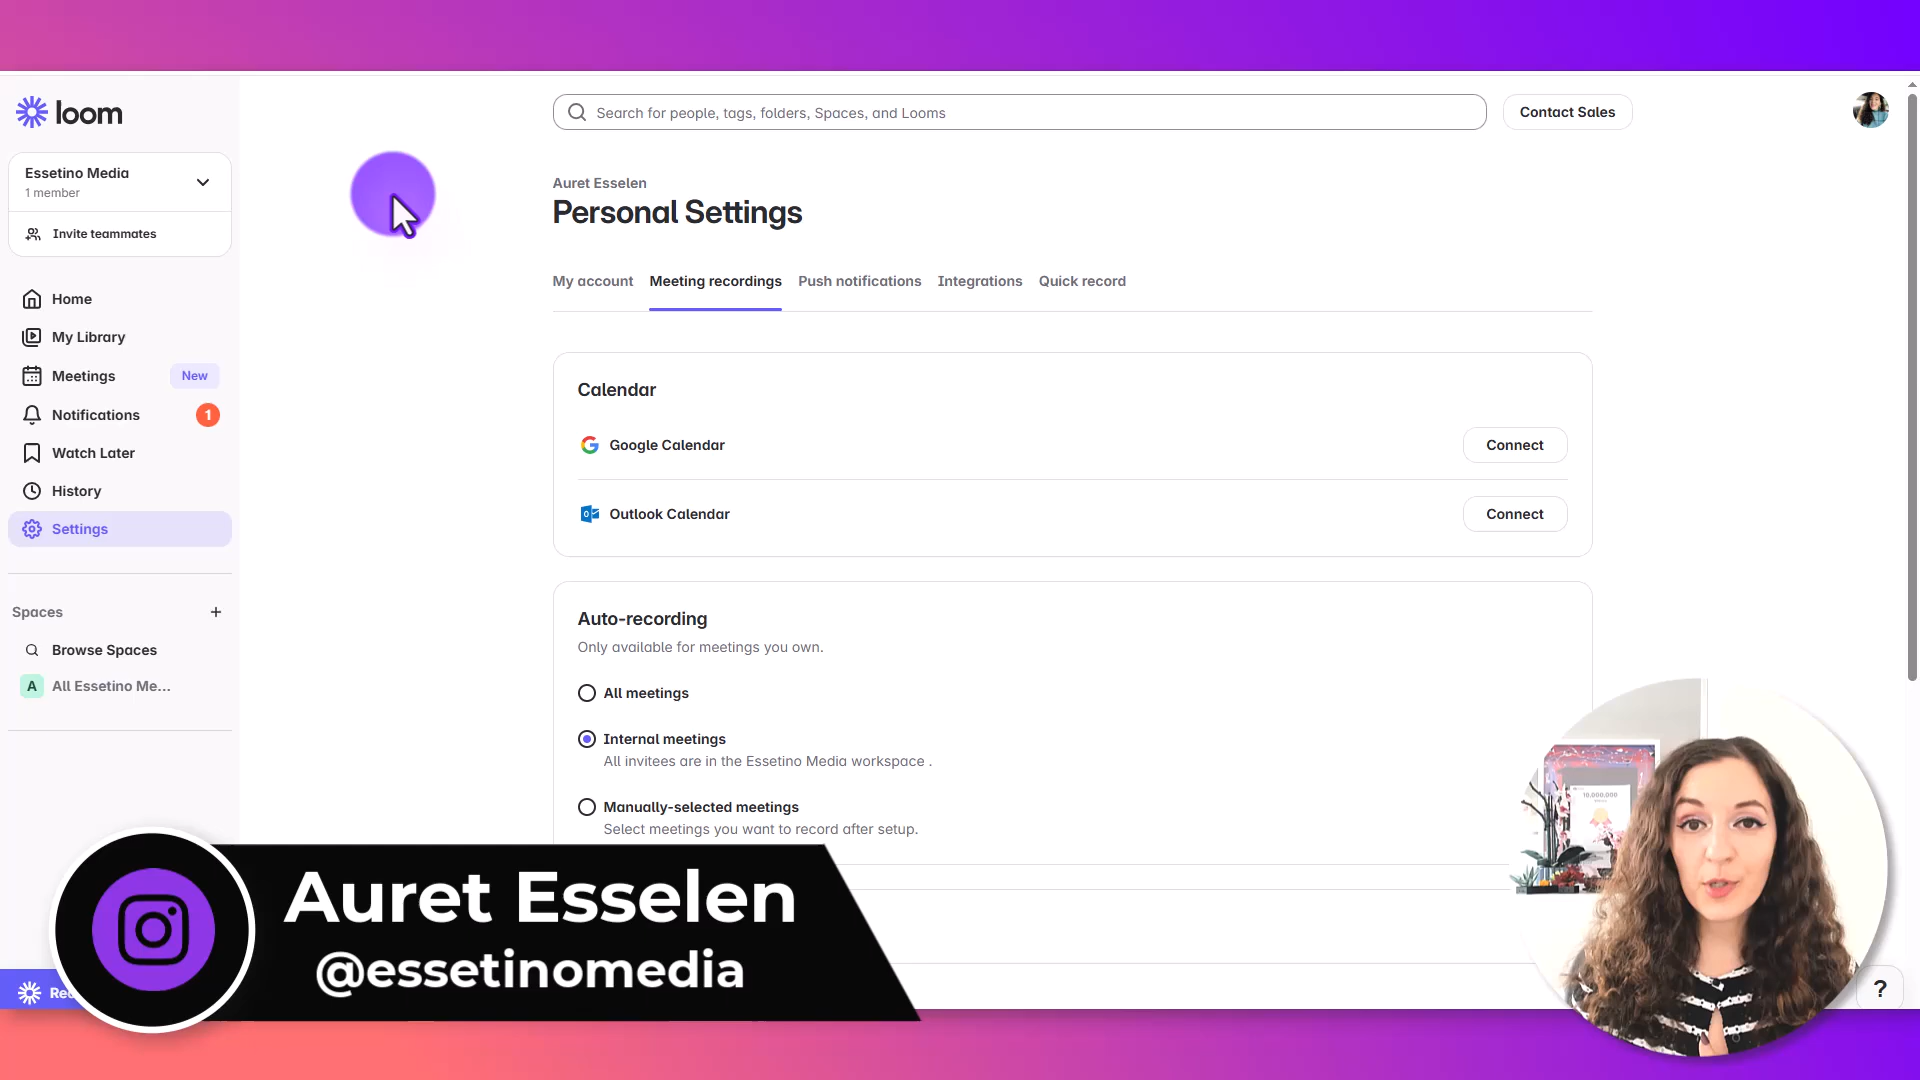 loom
Search for people, tags, folders, Spaces, and Looms
Contact Sales
Essetino Media
1 member
Invite teammates
Home
My Library
Meetings New
Notifications 1
Watch Later
History
Settings
Spaces +
Browse Spaces
A All Essetino Me...
Auret Esselen
Personal Settings
My account Meeting recordings Push notifications Integrations Quick record
Calendar
Google Calendar Connect
Outlook Calendar Connect
Auto-recording
Only available for meetings you own.
All meetings
Internal meetings
All invitees are in the Essetino Media workspace .
Manually-selected meetings
Select meetings you want to record after setup.
10,000,000
Auret Esselen
@essetinomedia
?